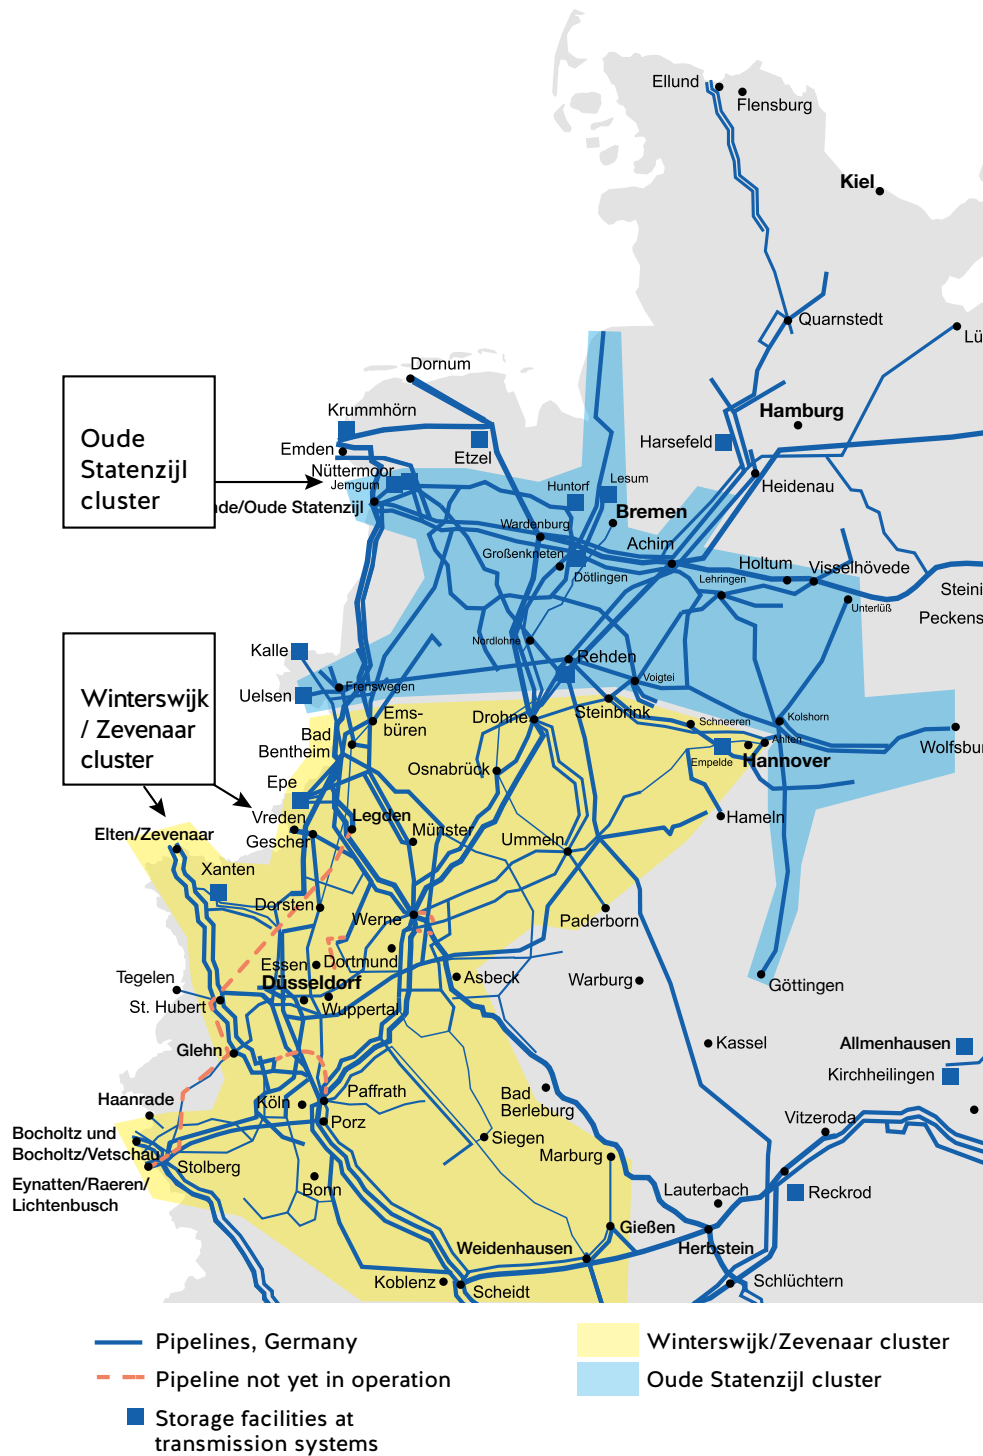 Ellund
Flensburg
Kiel
Quarnstedt
Lü
Dornum
Krummhörn
Hamburg
Oude
Statenzijl
cluster
Emden
Etzel
Harsefeld
Nüttermoor
Jemgum
Huntorf
Lesum
Heidenau
nde/Oude Statenzijl
Bremen
Wardenburg
Achim
Großenkneten
Dötlingen
Holtum
Visselhövede
Lehringen
Steini
Unterlüß
Peckens
Winterswijk
/ Zevenaar
cluster
Kalle
Nordlohne
Rehden
Uelsen
Frenswegen
Voigtei
Ems-
büren
Drohne
Steinbrink
Schneeren
Kolshorn
Bad
Bentheim
Ahlten
Wolfsbur
Osnabrück
Empelde
Hannover
Epe
Vreden
Legden
Hameln
Elten/Zevenaar
Gescher
Münster
Ummeln
Xanten
Dorsten
Werne
Paderborn
Essen
Dortmund
Tegelen
Düsseldorf
Asbeck
Warburg
Göttingen
St. Hubert
Wuppertal
Glehn
Kassel
Allmenhausen
Kirchheilingen
Haanrade
Köln
Paffrath
Bad
Berleburg
Porz
Vitzeroda
Bocholtz und
Bocholtz/Vetschau
Siegen
Marburg
Stolberg
Eynatten/Raeren/
Lichtenbusch
Bonn
Lauterbach
Reckrod
Gießen
Weidenhausen
Herbstein
Koblenz
Scheidt
Schlüchtern
Pipelines, Germany
Winterswijk/Zevenaar cluster
Pipeline not yet in operation
Oude Statenzijl cluster
Storage facilities at
transmission systems